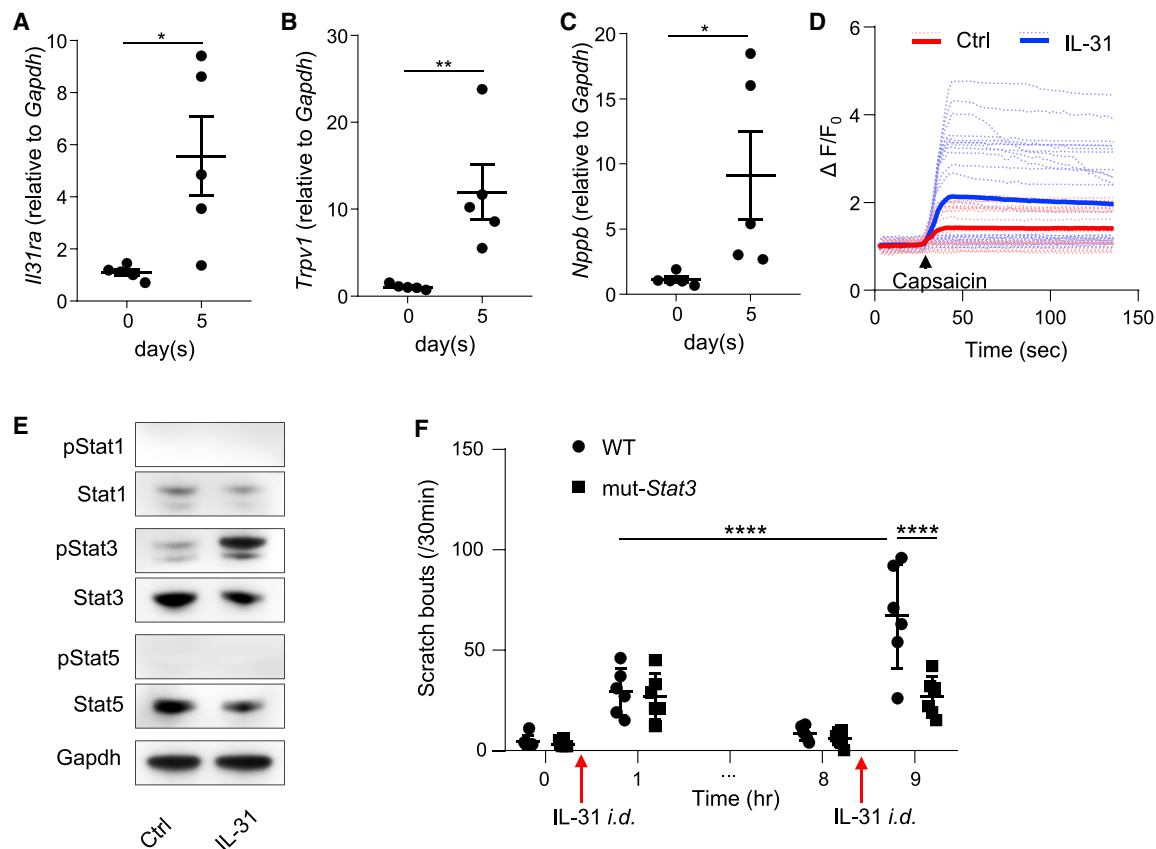 A
Il31ra (relative to Gapdh)
10
8
6
4
2
0
*
0 5
day(s)
B
Trpv1 (relative to Gapdh)
30
20
10
0
**
0 5
day(s)
C
Nppb (relative to Gapdh)
20
15
10
5
0
*
0 5
day(s)
D
Ctrl IL-31
Δ F/F0
6
4
2
0
Capsaicin
0 50 100 150
Time (sec)
E
pStat1
Stat1
pStat3
Stat3
pStat5
Stat5
Gapdh
Ctrl IL-31
F
WT
mut-Stat3
Scratch bouts (/30min)
150
100
50
0
**** ****
0 1 ... 8 9
Time (hr)
IL-31 i.d. IL-31 i.d.